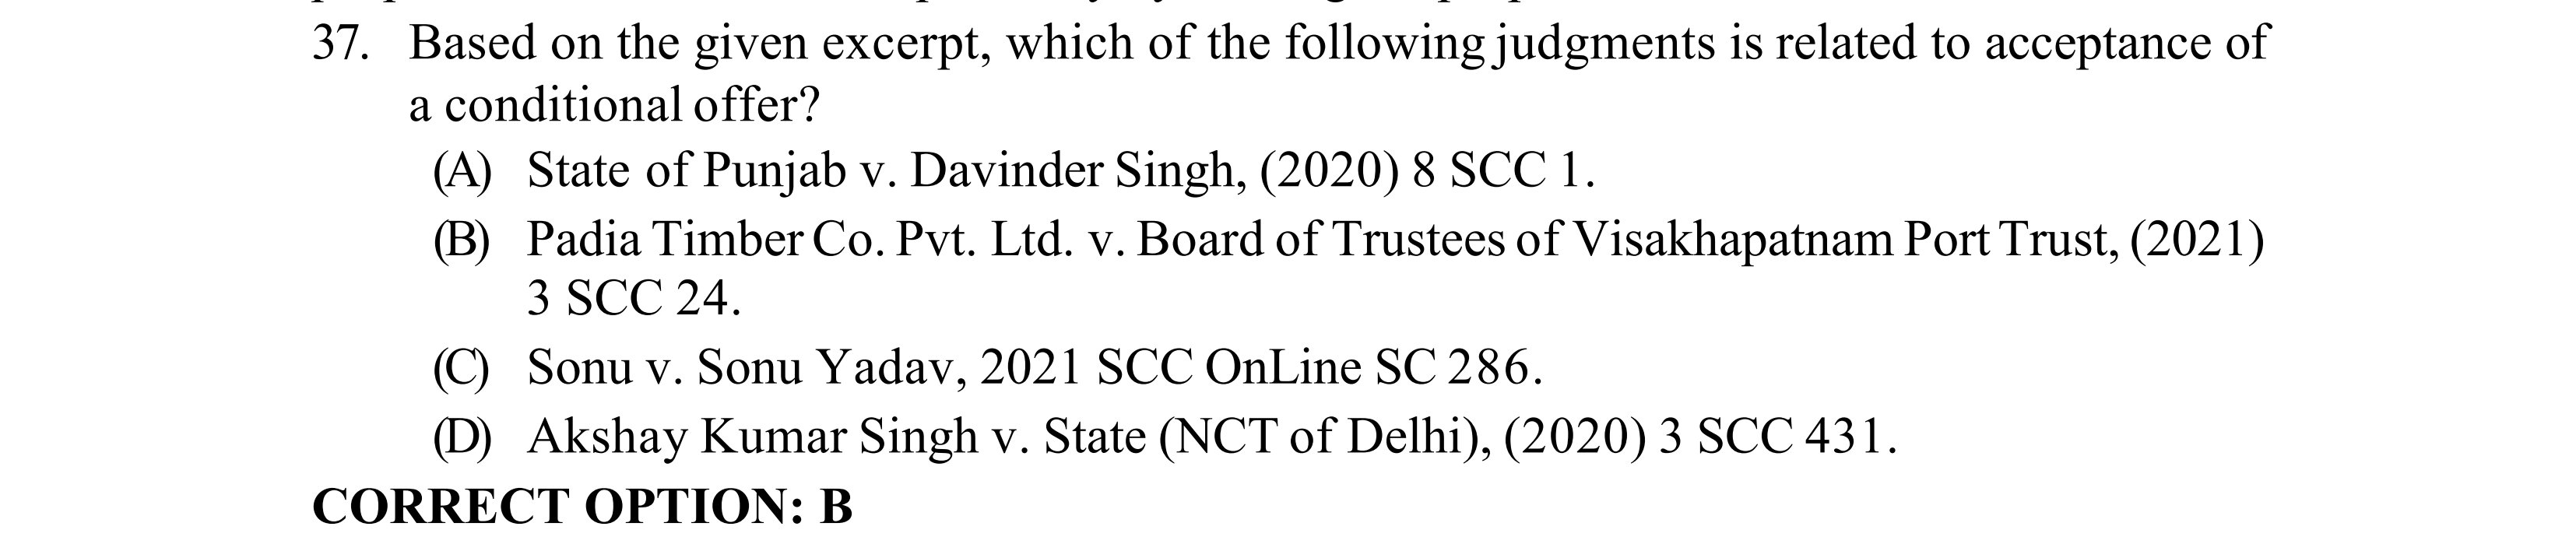 37. Based on the given excerpt, which of the following judgments is related to acceptance of
a conditional offer?
(A) State of Punjab v. Davinder Singh, (2020) 8 SCC 1.
(B) Padia Timber Co. Pvt. Ltd. v. Board of Trustees of Visakhapatnam Port Trust, (2021)
3 SCC 24.
(C) Sonu v. Sonu Yadav, 2021 SCC OnLine SC 286.
(D) Akshay Kumar Singh v. State (NCT of Delhi), (2020) 3 SCC 431.
CORRECT OPTION: B